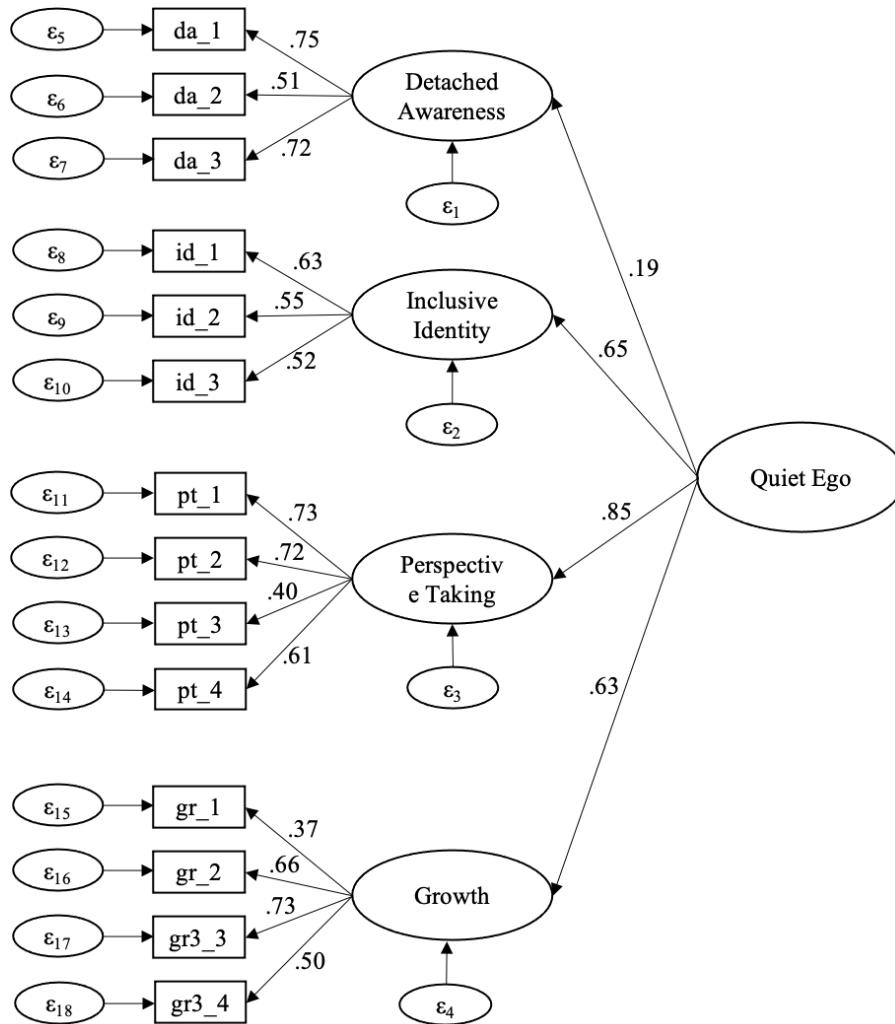 ε5
da_1
.75
ε6
da_2
.51
ε7
da_3
.72
Detached
Awareness
ε1
.19
ε8
id_1
.63
ε9
id_2
.55
ε10
id_3
.52
Inclusive
Identity
ε2
.65
Quiet Ego
ε11
pt_1
.73
ε12
pt_2
.72
ε13
pt_3
.40
ε14
pt_4
.61
Perspectiv
e Taking
ε3
.85
.63
ε15
gr_1
.37
ε16
gr_2
.66
ε17
gr3_3
.73
ε18
gr3_4
.50
Growth
ε4